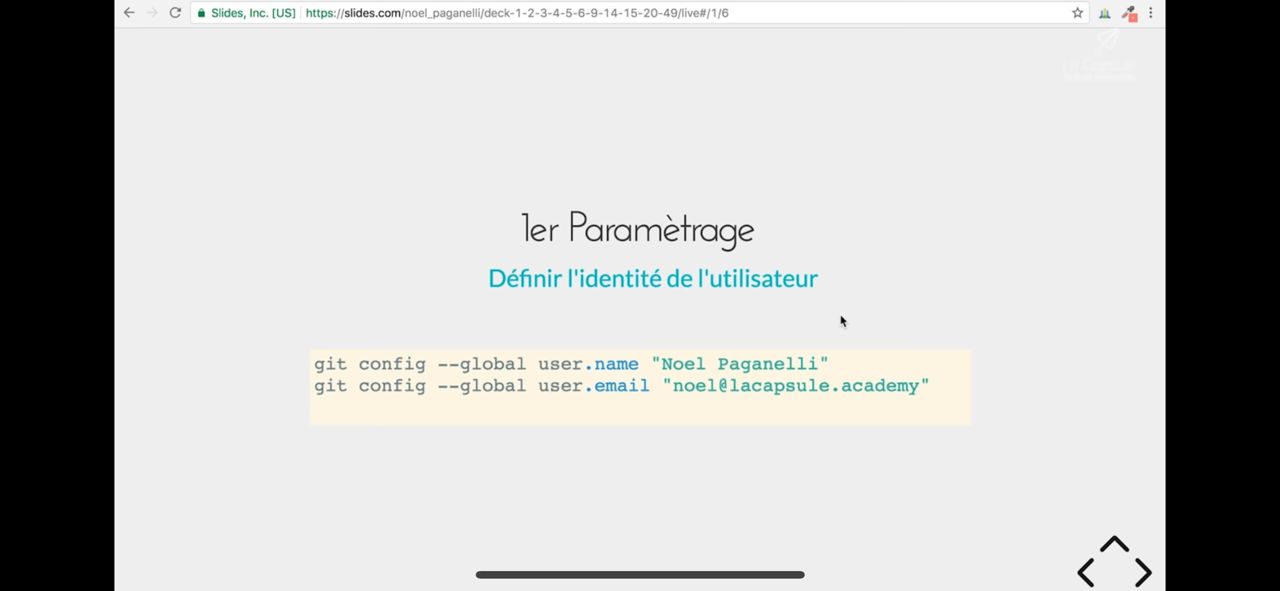 Slides, Inc. [US] https://slides.com/noel_paganelli/deck-1-2-3-4-5-6-9-14-15-20-49/live#/1/6
1er Paramètrage
Définir l'identité de l'utilisateur
git config --global user.name "Noel Paganelli"
git config --global user.email "noel@lacapsule.academy"